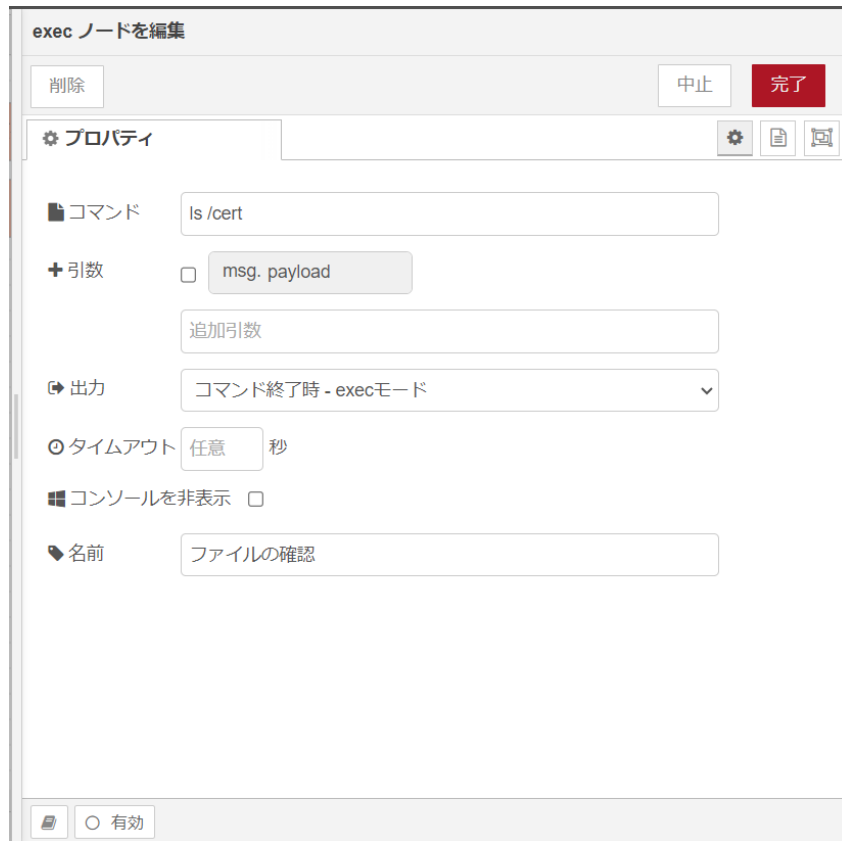 exec ノードを編集
削除
中止
完了
プロパティ
コマンド
ls /cert
引数
msg. payload
追加引数
出力
コマンド終了時 - execモード
タイムアウト
任意
秒
コンソールを非表示
名前
ファイルの確認
有効